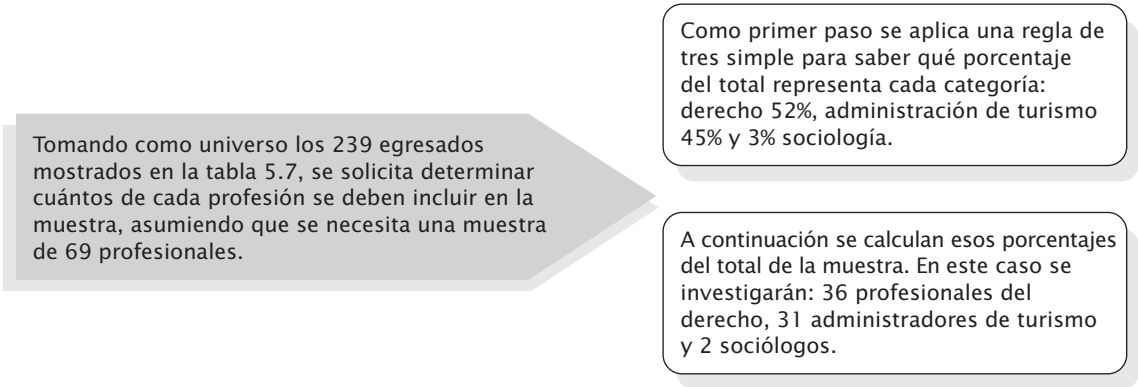 Tomando como universo los 239 egresados
mostrados en la tabla 5.7, se solicita determinar
cuántos de cada profesión se deben incluir en la
muestra, asumiendo que se necesita una muestra
de 69 profesionales.
Como primer paso se aplica una regla de
tres simple para saber qué porcentaje
del total representa cada categoría:
derecho 52%, administración de turismo
45% y 3% sociología.
A continuación se calculan esos porcentajes
del total de la muestra. En este caso se
investigarán: 36 profesionales del
derecho, 31 administradores de turismo
y 2 sociólogos.